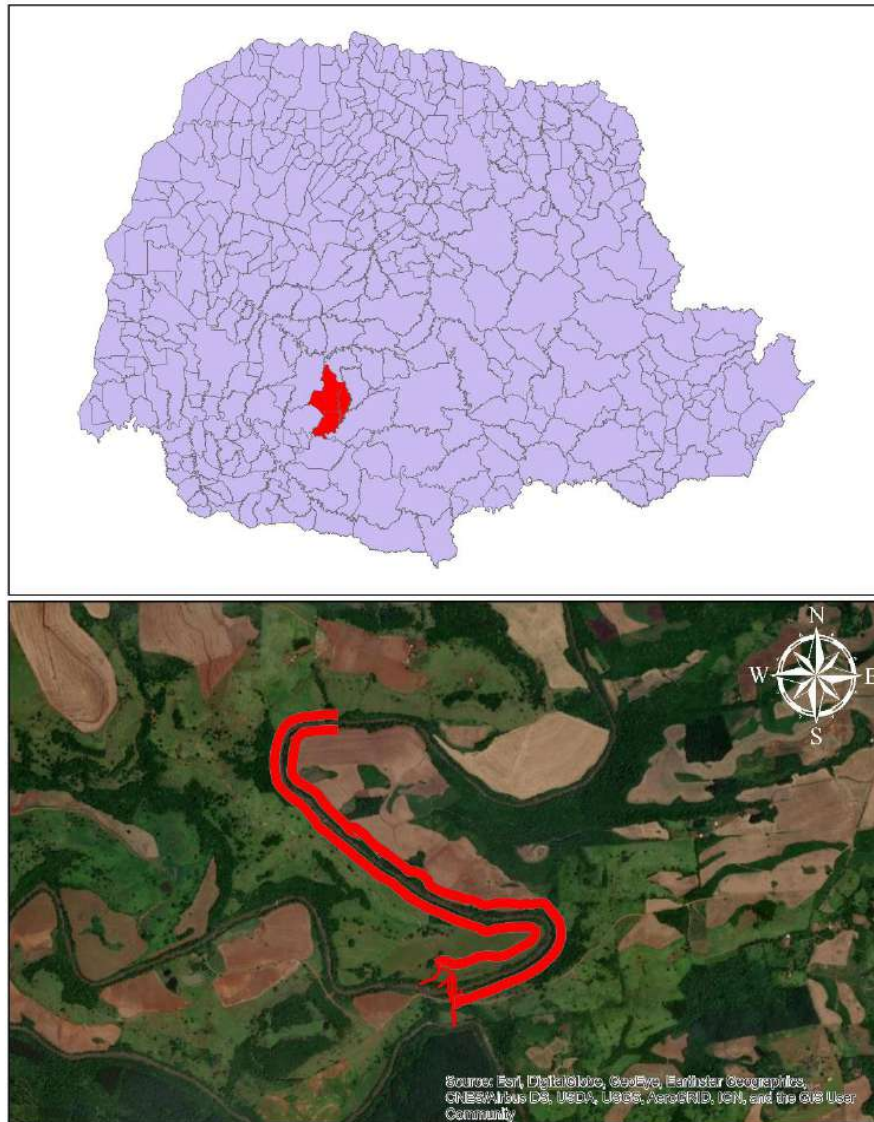 N
W E
S
Source: Esri, DigitalGlobe, GeoEye, Earthstar Geographics,
CNES/Airbus DS, USDA, USGS, AeroGRID, IGN, and the GIS User
Community